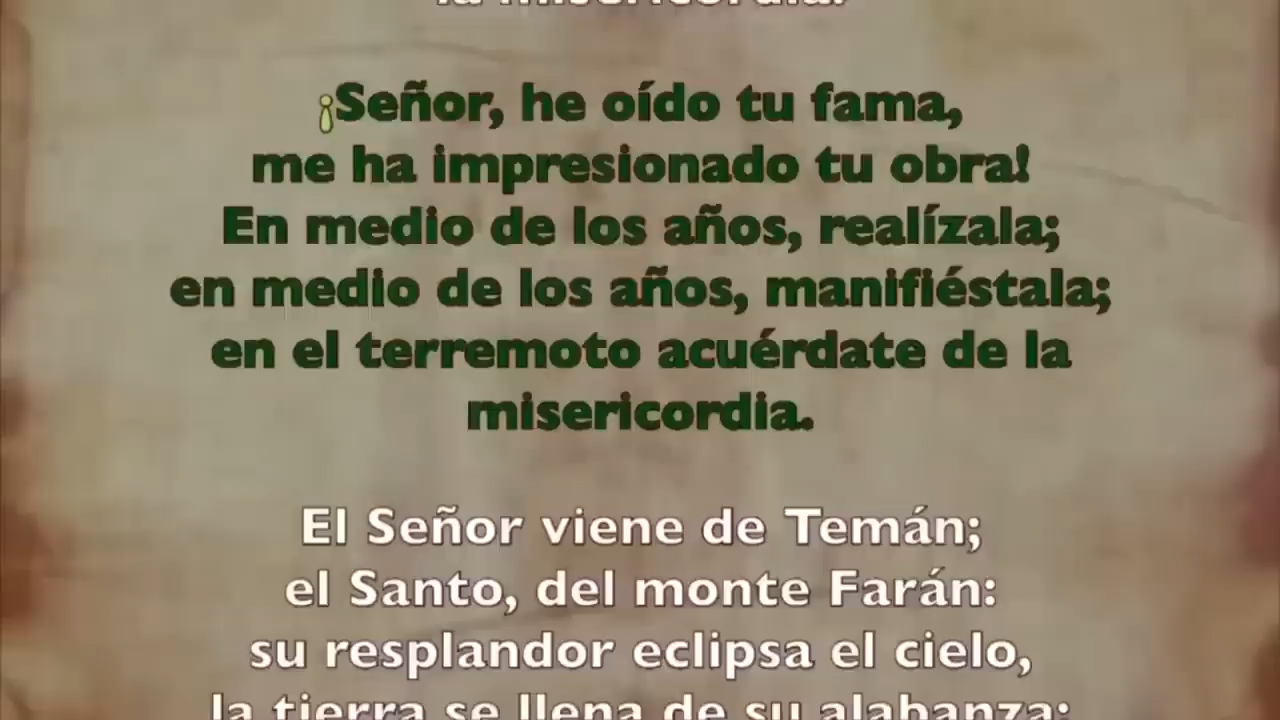 la misericordia.
¡Señor, he oído tu fama,
me ha impresionado tu obra!
En medio de los años, realízala;
en medio de los años, manifiéstala;
en el terremoto acuérdate de la
misericordia.
El Señor viene de Temán;
el Santo, del monte Farán:
su resplandor eclipsa el cielo,
la tierra se llena de su alabanza;